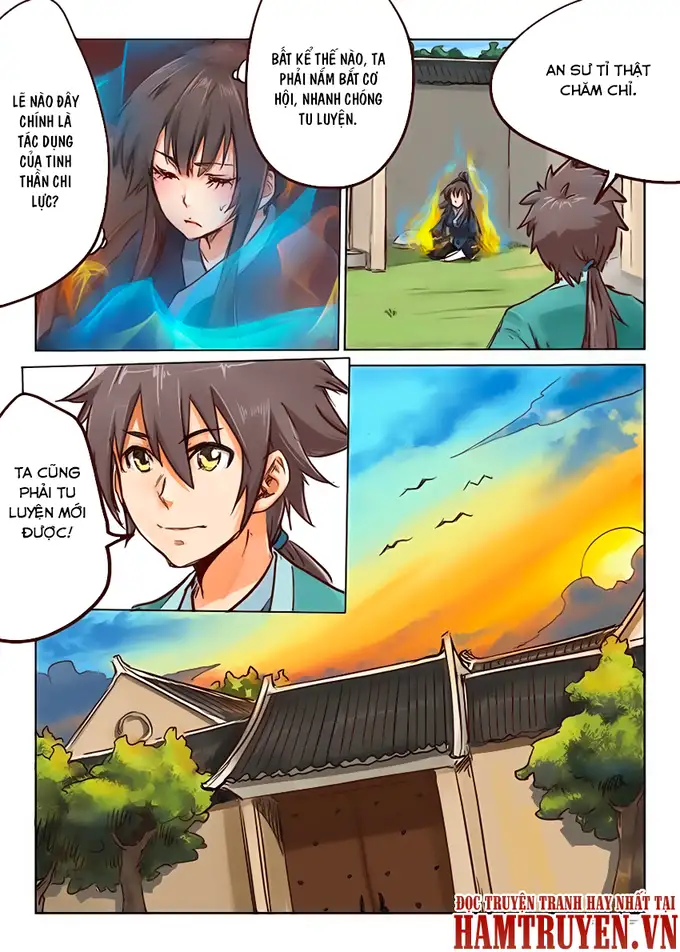 LẼ NÀO ĐÂY
CHÍNH LÀ
TÁC DỤNG
CỦA TINH
THẦN CHI
LỰC?
BẤT KỂ THẾ NÀO, TA
PHẢI NẮM BẮT CƠ
HỘI, NHANH CHÓNG
TU LUYỆN.
AN SƯ TỈ THẬT
CHĂM CHỈ.
TA CŨNG
PHẢI TU
LUYỆN MỚI
ĐƯỢC!
ĐỌC TRUYỆN TRANH HAY NHẤT TẠI
HAMTRUYEN.VN